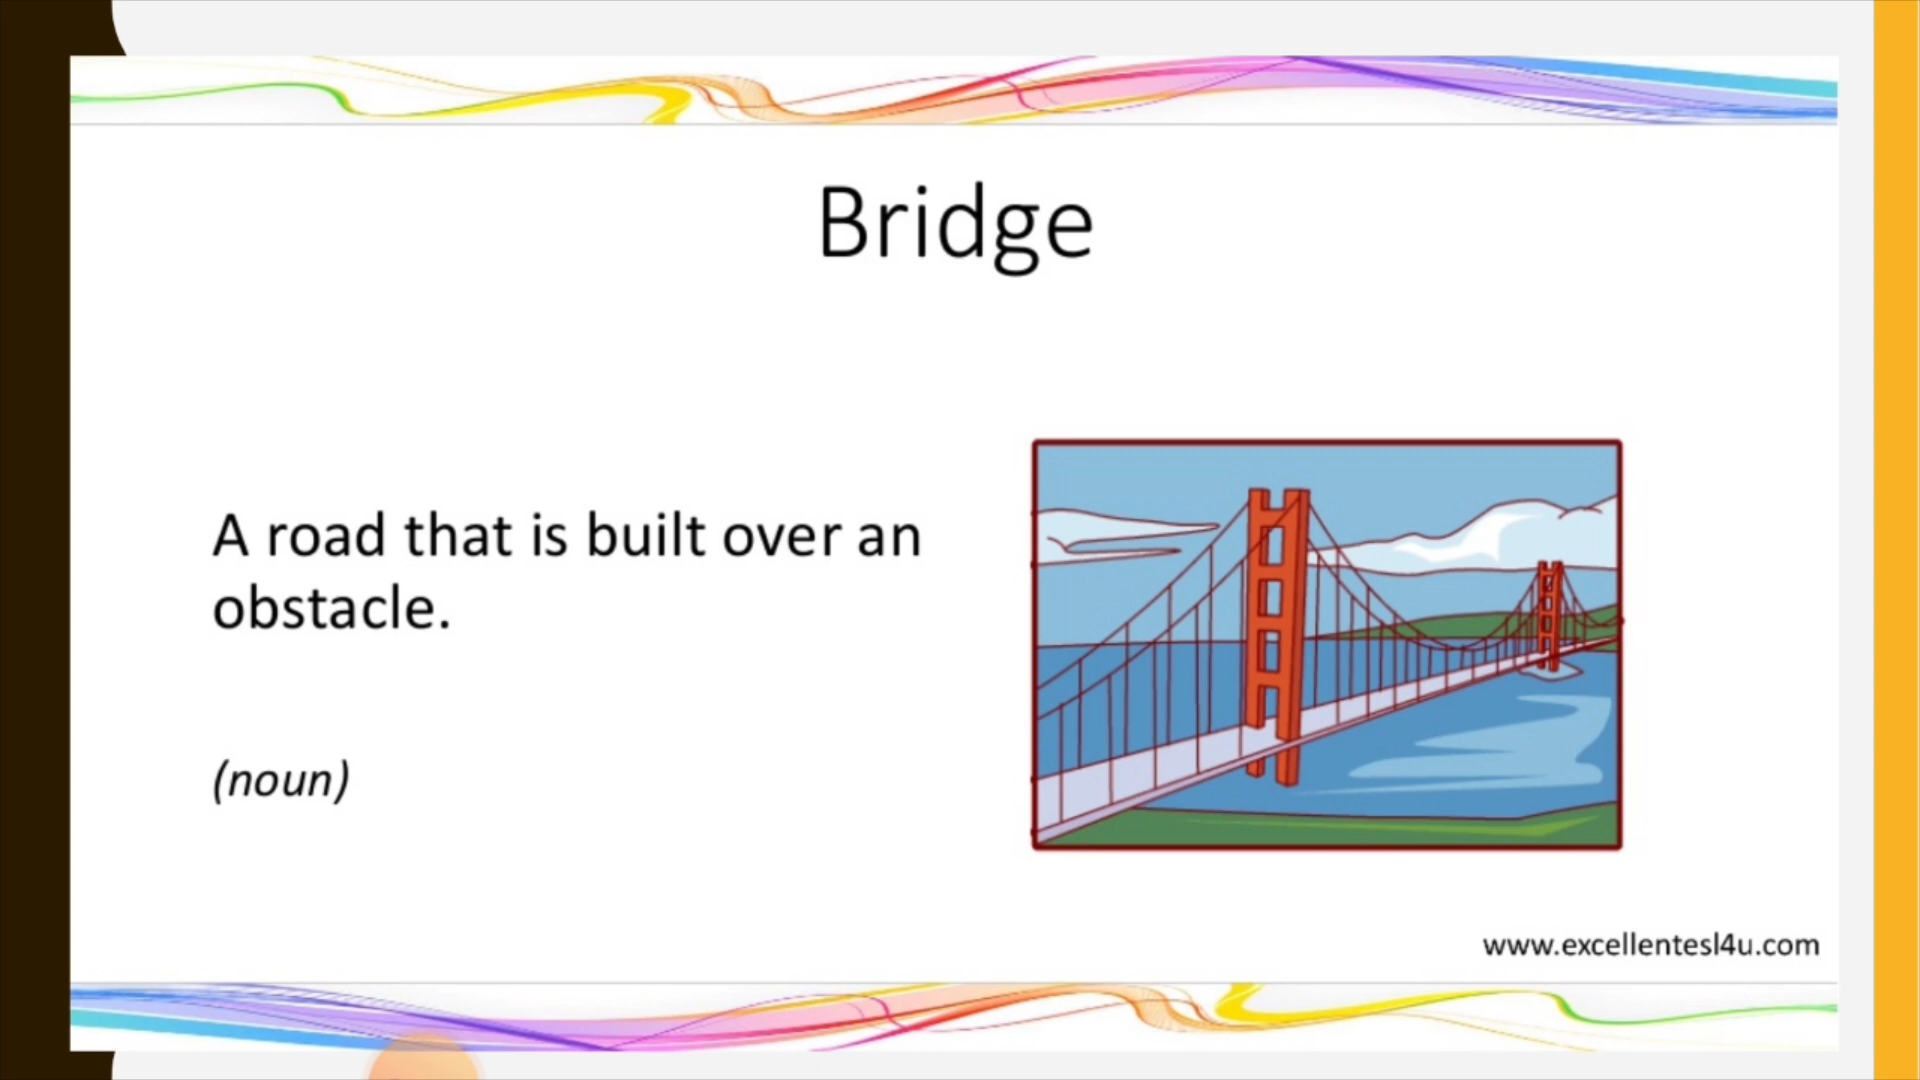 Bridge
A road that is built over an
obstacle.
(noun)
www.excellentesl4u.com